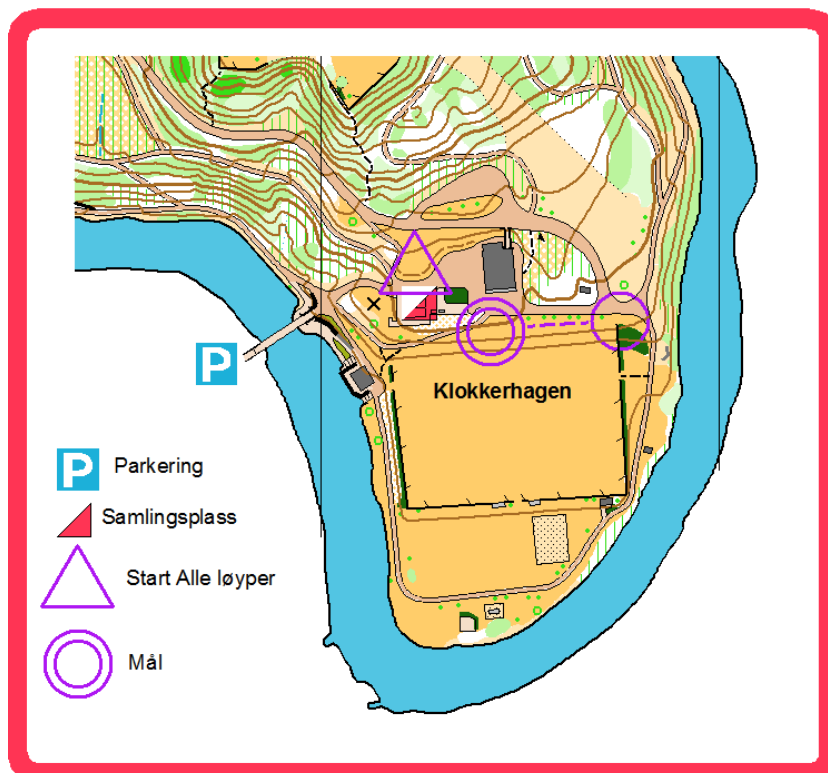 P
Klokkerhagen
P Parkering
Samlingsplass
Start Alle løyper
Mål